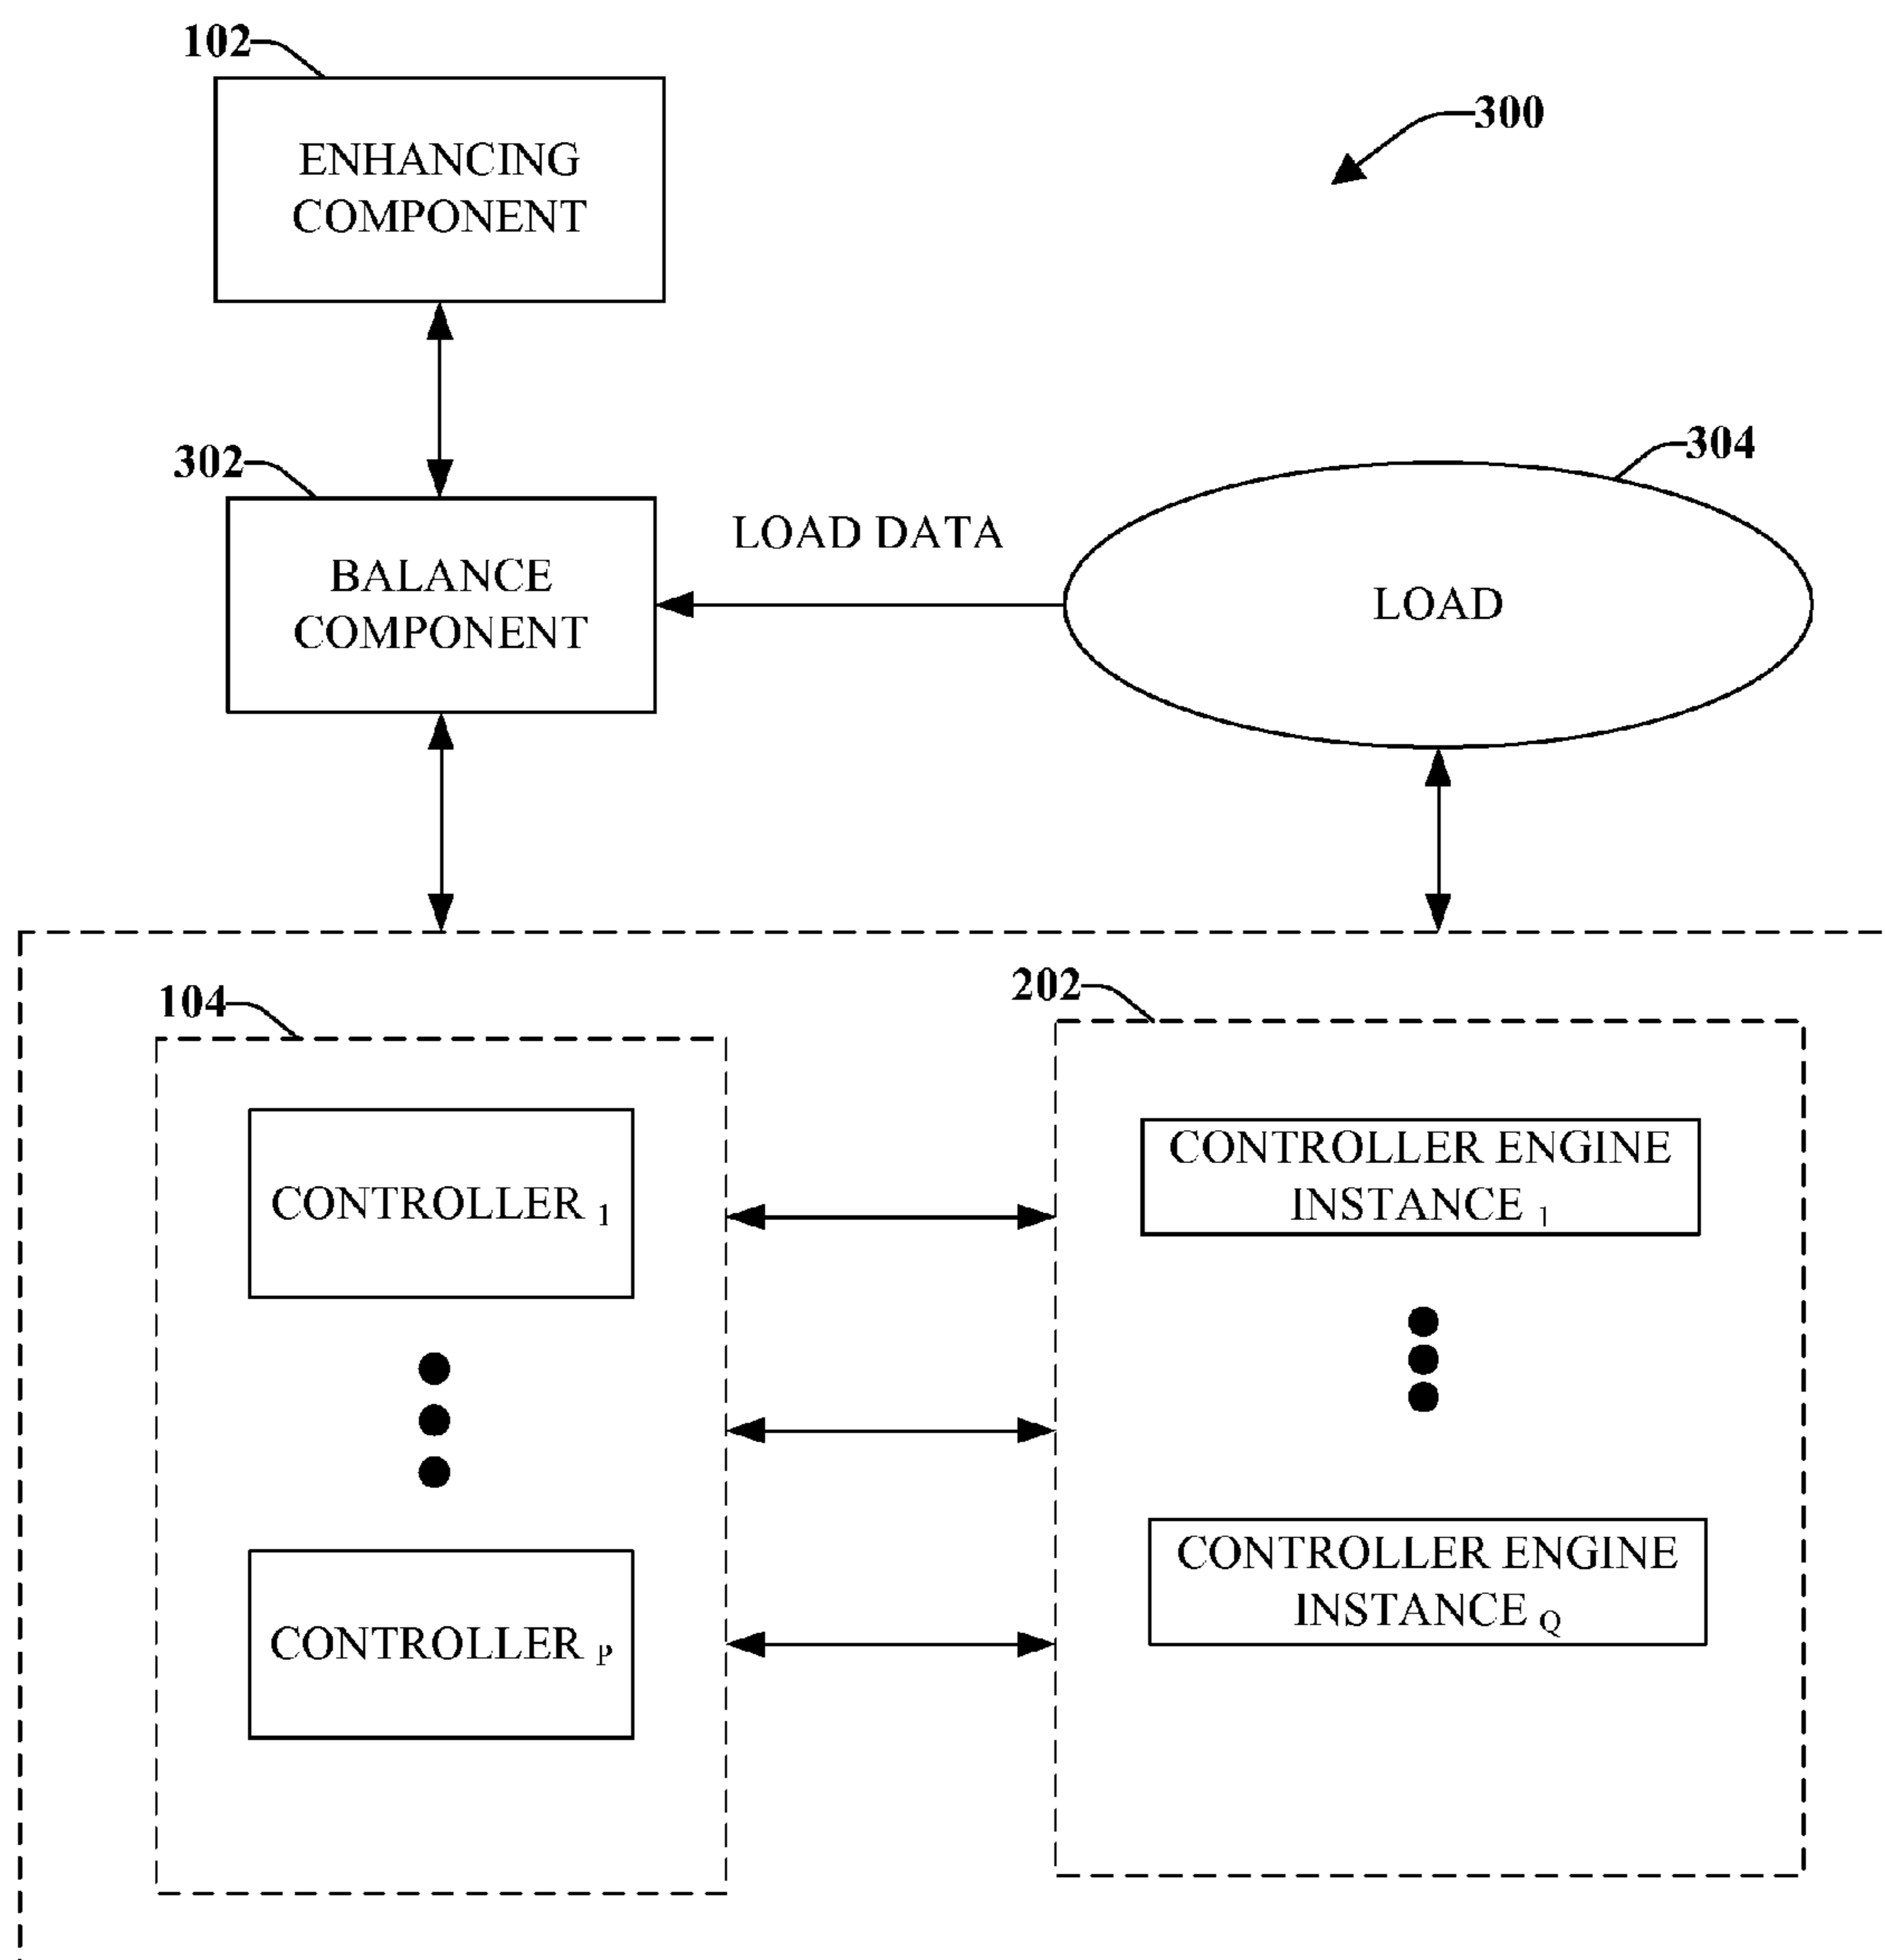 102
ENHANCING
COMPONENT
300
302
BALANCE
COMPONENT
LOAD DATA
304
LOAD
104
202
CONTROLLER 1
CONTROLLER P
CONTROLLER ENGINE
INSTANCE 1
CONTROLLER ENGINE
INSTANCE Q